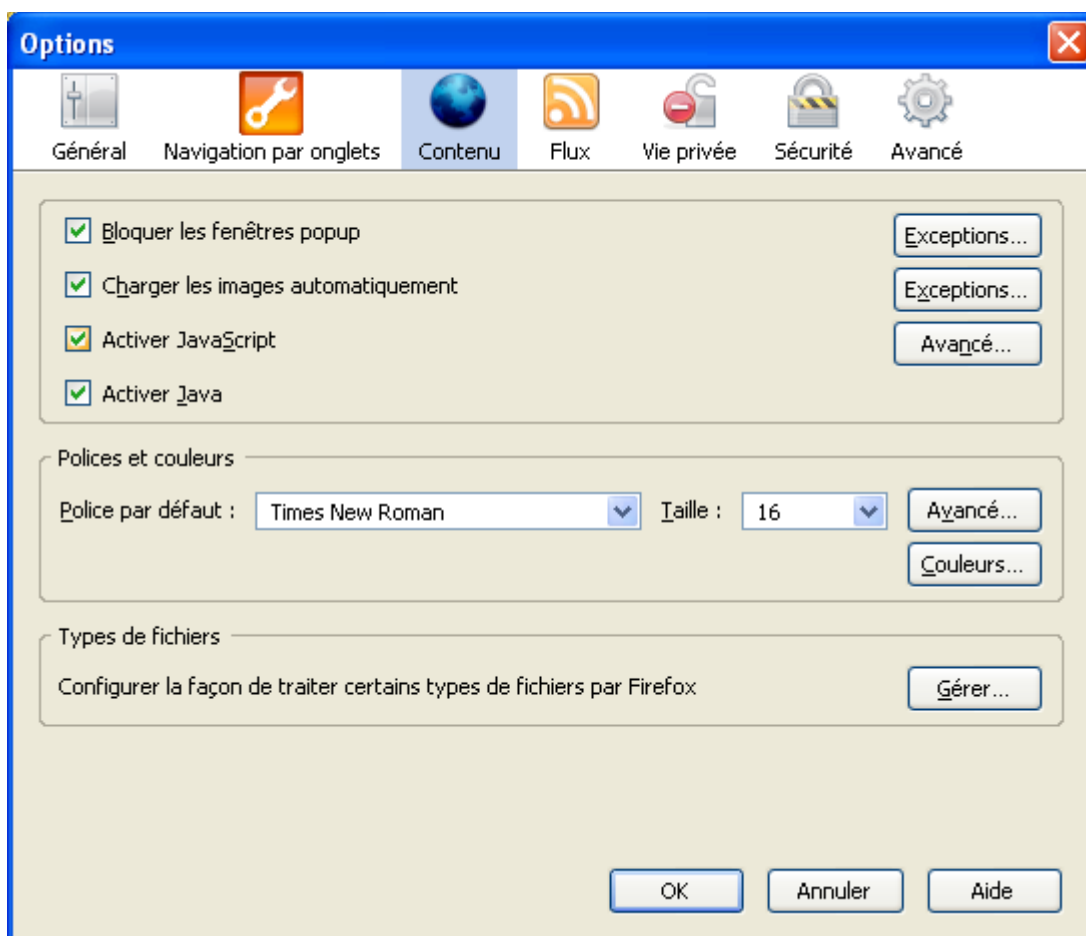 Options
Général Navigation par onglets Contenu Flux Vie privée Sécurité Avancé
Bloquer les fenêtres popup Exceptions...
Charger les images automatiquement Exceptions...
Activer JavaScript Avancé...
Activer Java
Polices et couleurs
Police par défaut : Times New Roman Taille : 16 Avancé...
Couleurs...
Types de fichiers
Configurer la façon de traiter certains types de fichiers par Firefox Gérer...
OK Annuler Aide